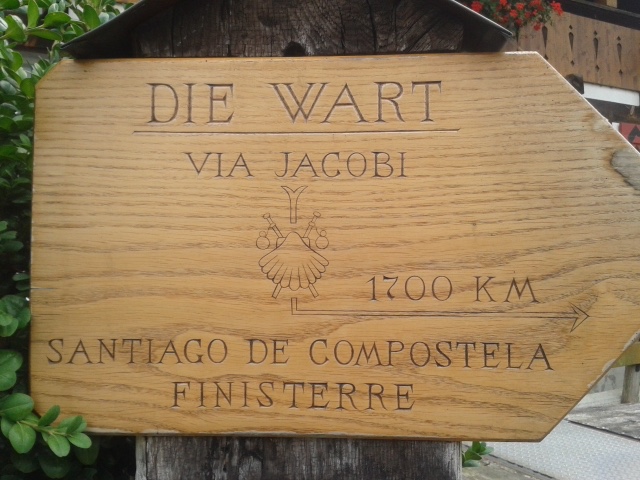 DIE WART
VIA JACOBI
1700 KM
SANTIAGO DE COMPOSTELA
FINISTERRE